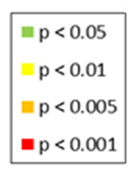 p < 0.05
p < 0.01
p < 0.005
p < 0.001